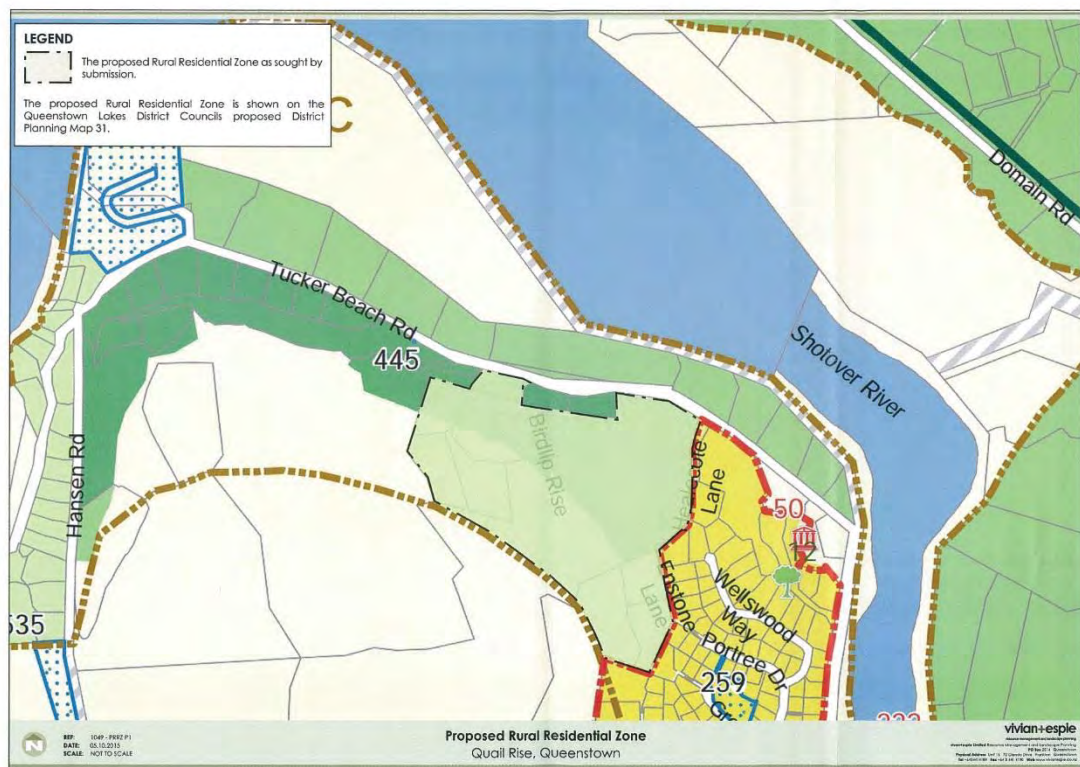 LEGEND
The proposed Rural Residential Zone as sought by
submission.
The proposed Rural Residential Zone is shown on the
Queenstown Lakes District Councils proposed District
Planning Map 31.
C
Domain Rd
Tucker Beach Rd
445
Shotover River
Birdlip Rise
Hansen Rd
Lane
50
12
Wellswood
Way
Enstone
Lane
Portree Dr
535
259
N
REF: 1049 - PRRZ P1
DATE: 05.10.2015
SCALE: NOT TO SCALE
Proposed Rural Residential Zone
Quail Rise, Queenstown
vivian+espie